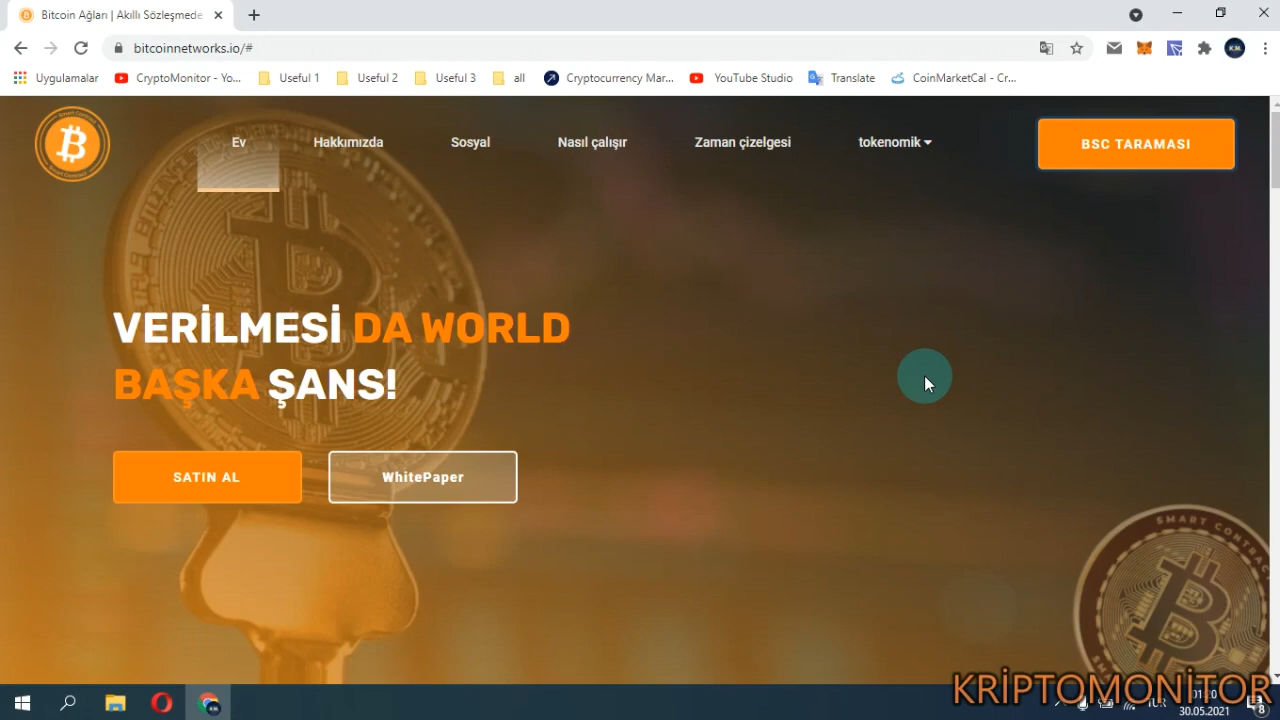 Bitcoin Ağları | Akıllı Sözleşmede
bitcoinnetworks.io/#
Uygulamalar
CryptoMonitor - Yo...
Useful 1
Useful 2
Useful 3
all
Cryptocurrency Mar...
YouTube Studio
Translate
CoinMarketCal - Cr...
Ev
Hakkımızda
Sosyal
Nasıl çalışır
Zaman çizelgesi
tokenomik
BSC TARAMASI
VERİLMESİ DA WORLD
BAŞKA ŞANS!
SATIN AL
WhitePaper
SMART CONTRACT
KRİPTOMONİTOR
TUR
30.05.2021
8